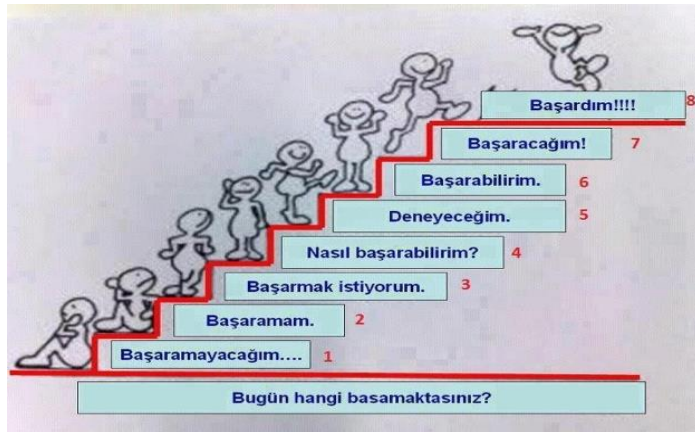 Başardım!!!! 8
Başaracağım! 7
Başarabilirim. 6
Deneyeceğim. 5
Nasıl başarabilirim? 4
Başarmak istiyorum. 3
Başaramam. 2
Başaramayacağım.... 1
Bugün hangi basamaktasınız?